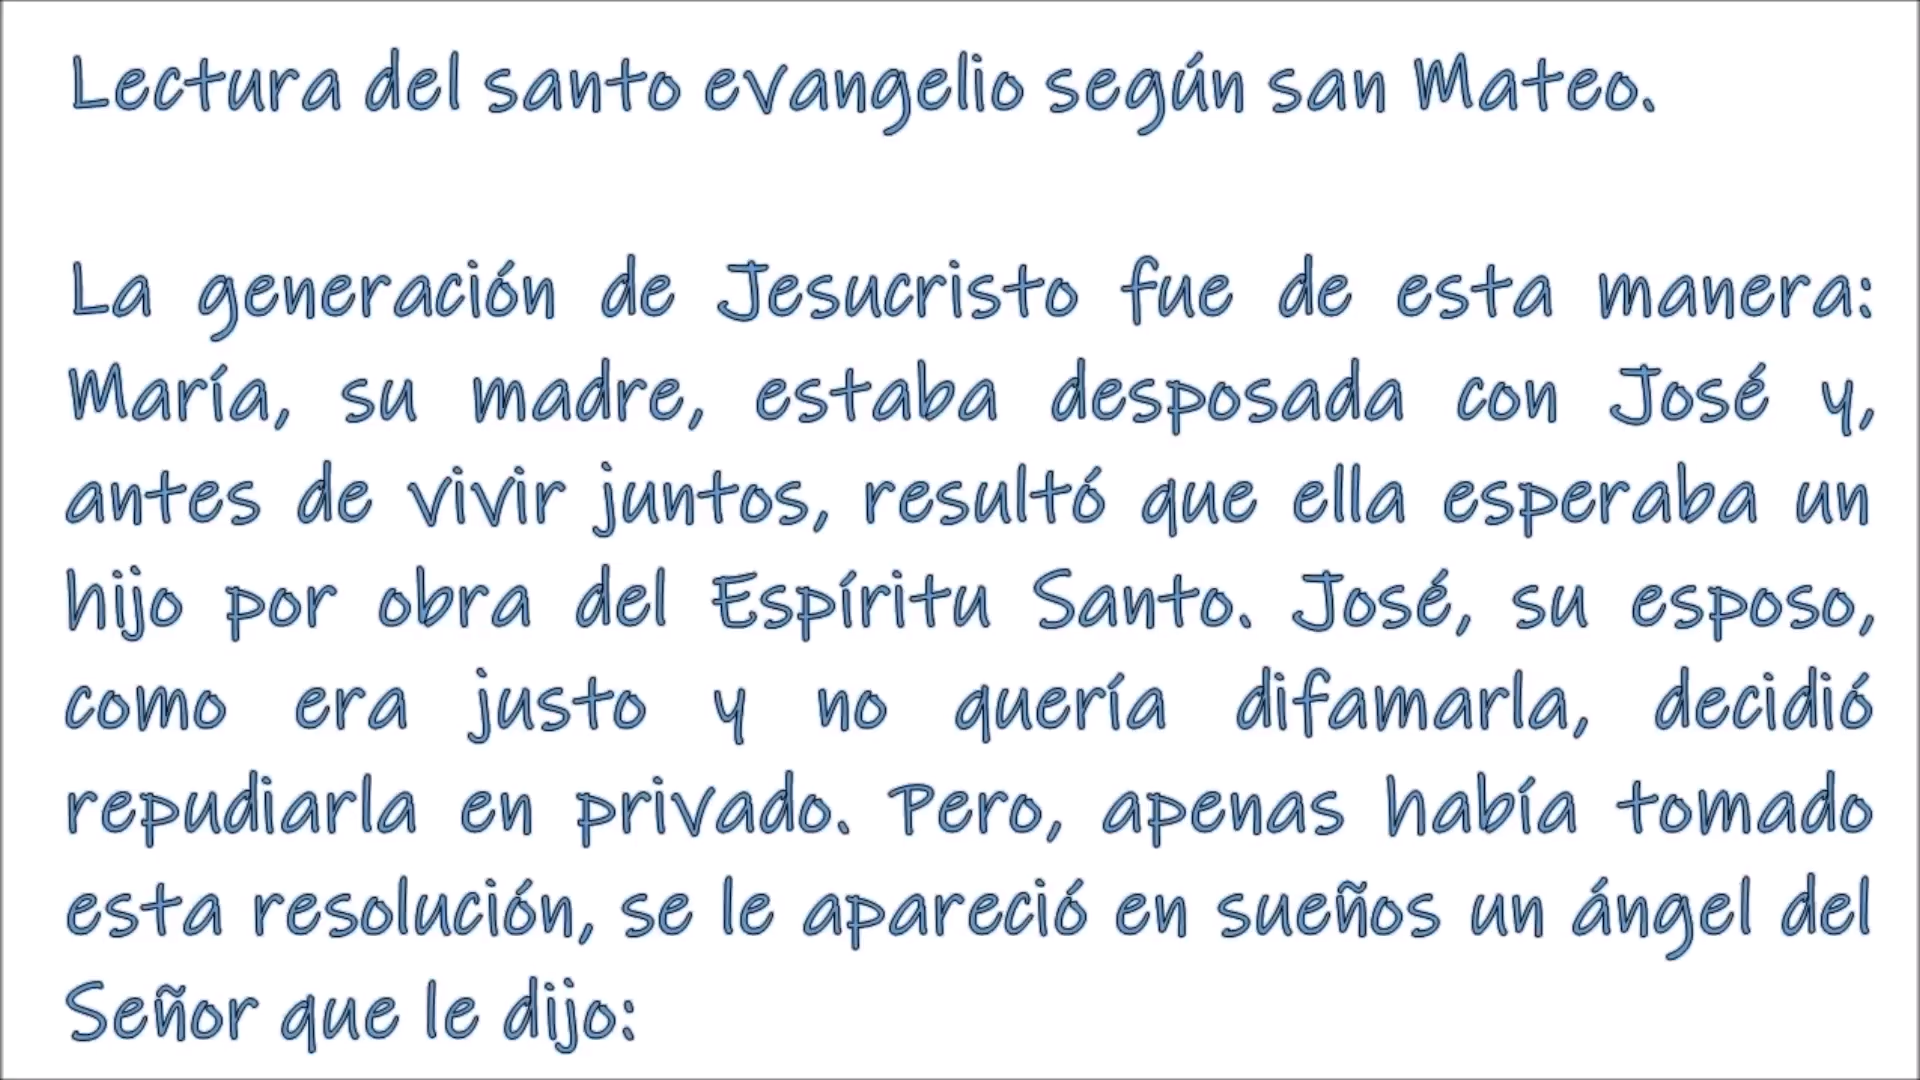 Lectura del santo evangelio según san Mateo.
La generación de Jesucristo fue de esta manera:
María, su madre, estaba desposada con José y,
antes de vivir juntos, resultó que ella esperaba un
hijo por obra del Espíritu Santo. José, su esposo,
como era justo y no quería difamarla, decidió
repudiarla en privado. Pero, apenas había tomado
esta resolución, se le apareció en sueños un ángel del
Señor que le dijo: